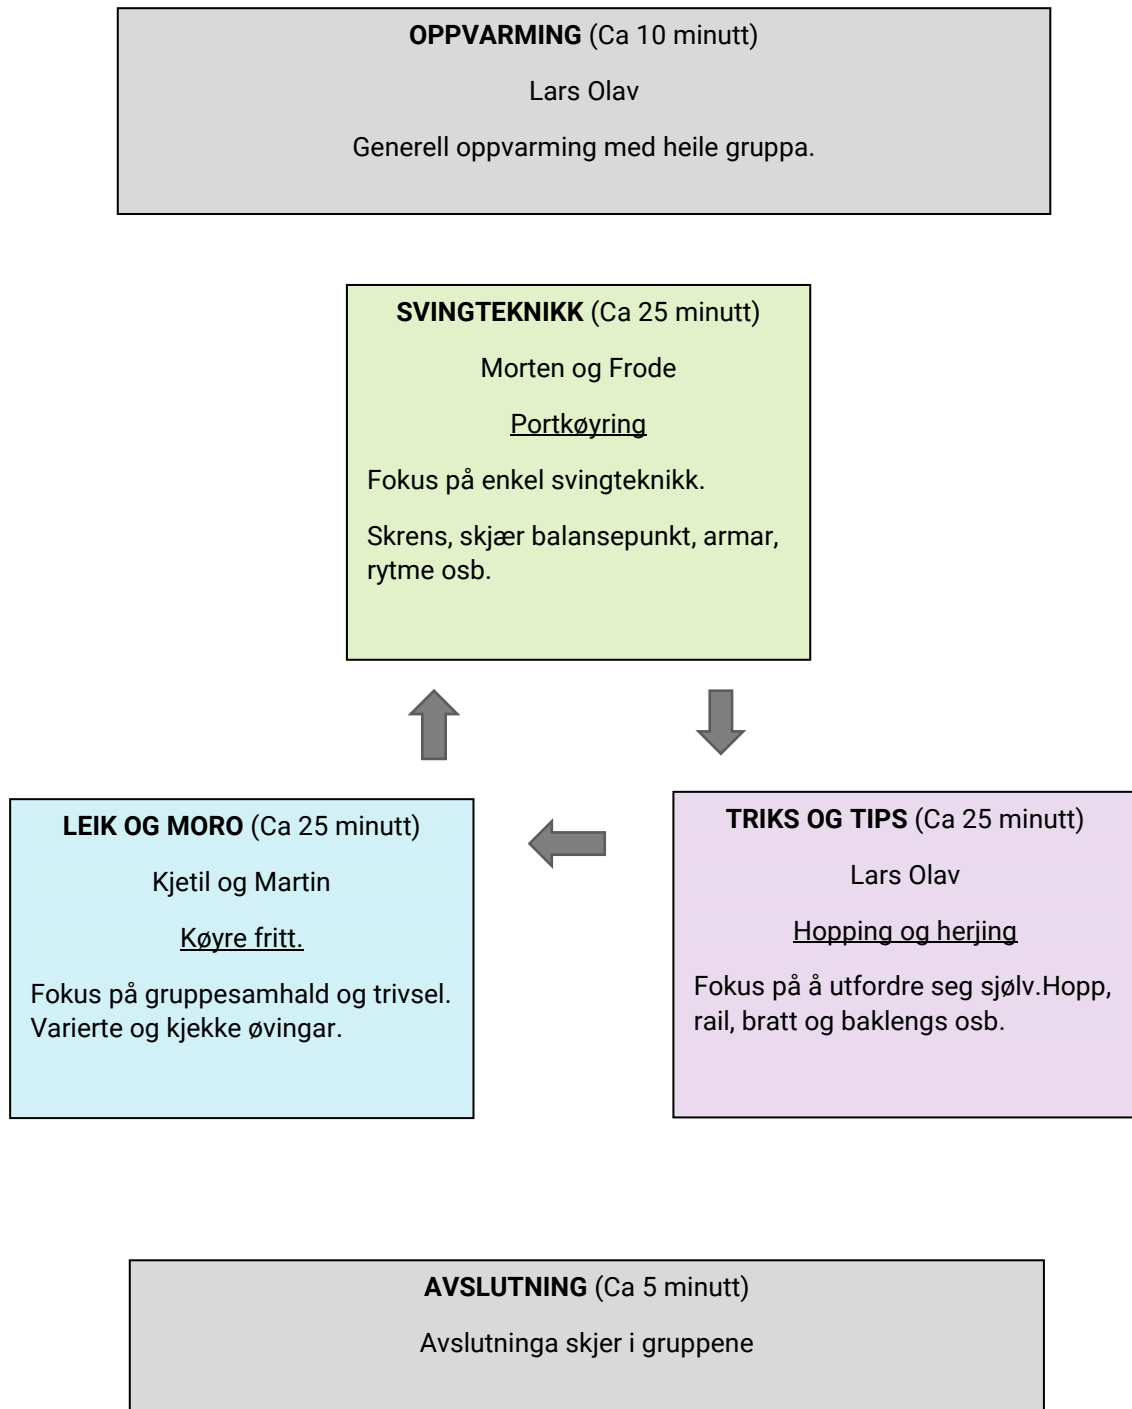 OPPVARMING (Ca 10 minutt)
Lars Olav
Generell oppvarming med heile gruppa.
SVINGTEKNIKK (Ca 25 minutt)
Morten og Frode
Portkøyring
Fokus på enkel svingteknikk.
Skrens, skjær balansepunkt, armar,
rytme osb.
LEIK OG MORO (Ca 25 minutt)
Kjetil og Martin
Køyre fritt.
Fokus på gruppesamhald og trivsel.
Varierte og kjekke øvingar.
TRIKS OG TIPS (Ca 25 minutt)
Lars Olav
Hopping og herjing
Fokus på å utfordre seg sjølv.Hopp,
rail, bratt og baklengs osb.
AVSLUTNING (Ca 5 minutt)
Avslutninga skjer i gruppene